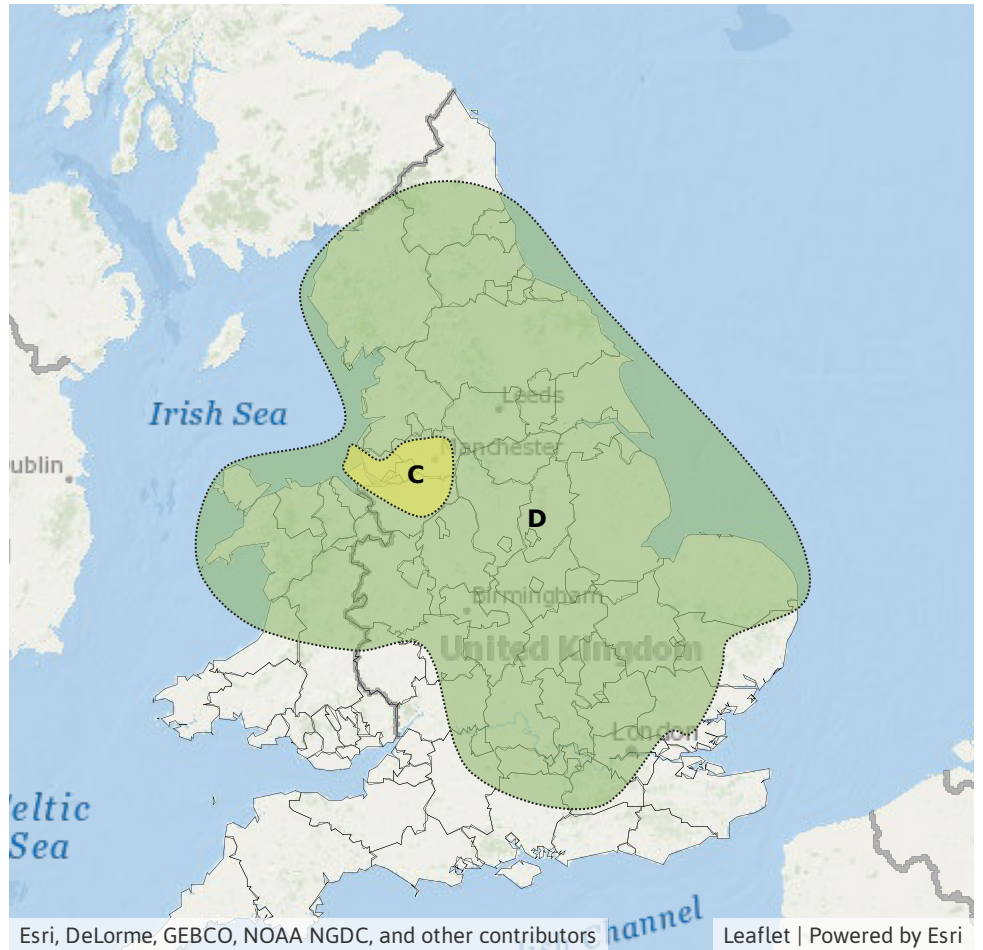 Leeds
Irish Sea
Manchester
ublin
C
D
Birmingham
United Kingdom
London
eltic
Sea
hannel
Esri, DeLorme, GEBCO, NOAA NGDC, and other contributors
Leaflet | Powered by Esri